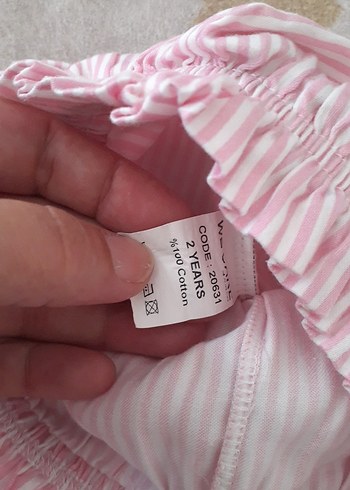 CODE : 20631
2 YEARS
%100 Cotton